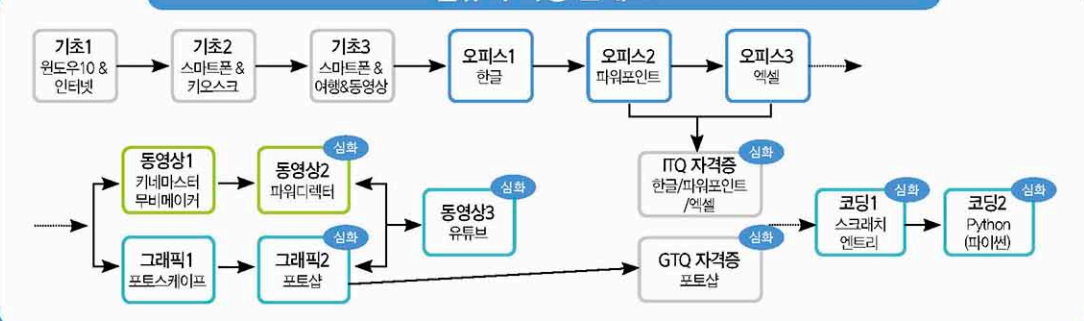 기초1
윈도우10 &
인터넷
기초2
스마트폰 &
키오스크
기초3
스마트폰 &
여행&동영상
오피스1
한글
오피스2
파워포인트
오피스3
엑셀
동영상1
키네마스터
무비메이커
심화
동영상2
파워디렉터
심화
동영상3
유튜브
심화
ITQ 자격증
한글/파워포인트
/엑셀
심화
코딩1
스크래치
엔트리
심화
코딩2
Python
(파이썬)
그래픽1
포토스케이프
심화
그래픽2
포토샵
심화
GTQ 자격증
포토샵